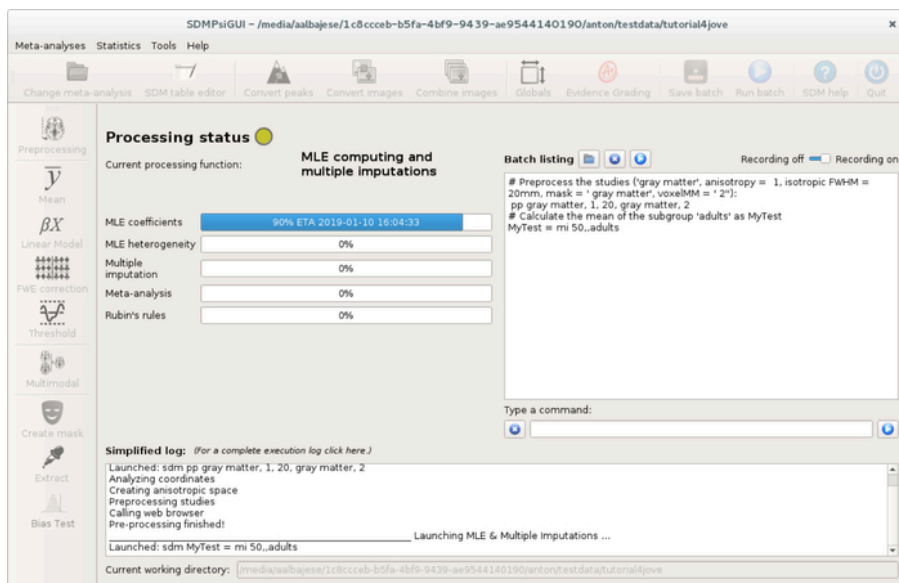 SDMPsiGUI – /media/aalbajese/1c8ccceb-b5fa-4bf9-9439-ae9544140190/anton/testdata/tutorial4jove
Meta-analyses Statistics Tools Help
Change meta-analysis SDM table editor Convert peaks Convert images Combine images Globals Evidence Grading Save batch Run batch SDM help Quit
Preprocessing
ȳ
Mean
βX
Linear Model
FWE correction
Threshold
Multimodal
Create mask
Extract
Bias Test
Processing status
Current processing function:
MLE computing and
multiple imputations
MLE coefficients 90% ETA 2019-01-10 16:04:33
MLE heterogeneity 0%
Multiple
imputation 0%
Meta-analysis 0%
Rubin's rules 0%
Batch listing
Recording off Recording on
# Preprocess the studies ('gray matter', anisotropy = 1, isotropic FWHM =
20mm, mask = ' gray matter', voxelMM = ' 2"):
pp gray matter, 1, 20, gray matter, 2
# Calculate the mean of the subgroup 'adults' as MyTest
MyTest = mi 50,,adults
Type a command:
Simplified log: (For a complete execution log click here.)
Launched: sdm pp gray matter, 1, 20, gray matter, 2
Analyzing coordinates
Creating anisotropic space
Preprocessing studies
Calling web browser
Pre-processing finished!
Launching MLE & Multiple Imputations ...
Launched: sdm MyTest = mi 50,,adults
Current working directory: /media/aalbajese/1c8ccceb-b5fa-4bf9-9439-ae9544140190/anton/testdata/tutorial4jove